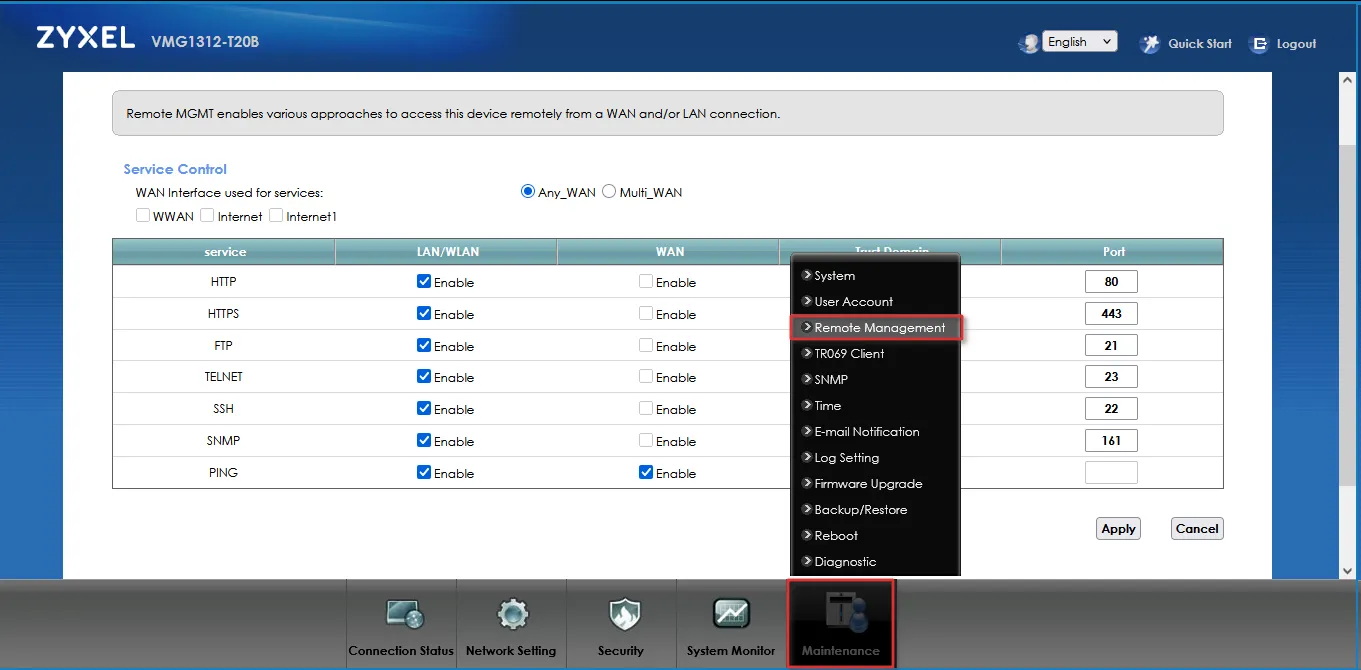 ZYXEL VMG1312-T20B
English Quick Start Logout
Remote MGMT enables various approaches to access this device remotely from a WAN and/or LAN connection.
Service Control
WAN Interface used for services: Any_WAN Multi_WAN
WWAN Internet Internet1
service LAN/WLAN WAN Trust Domain Port
HTTP Enable Enable 80
HTTPS Enable Enable 443
FTP Enable Enable 21
TELNET Enable Enable 23
SSH Enable Enable 22
SNMP Enable Enable 161
PING Enable Enable
System
User Account
Remote Management
TR069 Client
SNMP
Time
E-mail Notification
Log Setting
Firmware Upgrade
Backup/Restore
Reboot
Diagnostic
Apply Cancel
Connection Status Network Setting Security System Monitor Maintenance